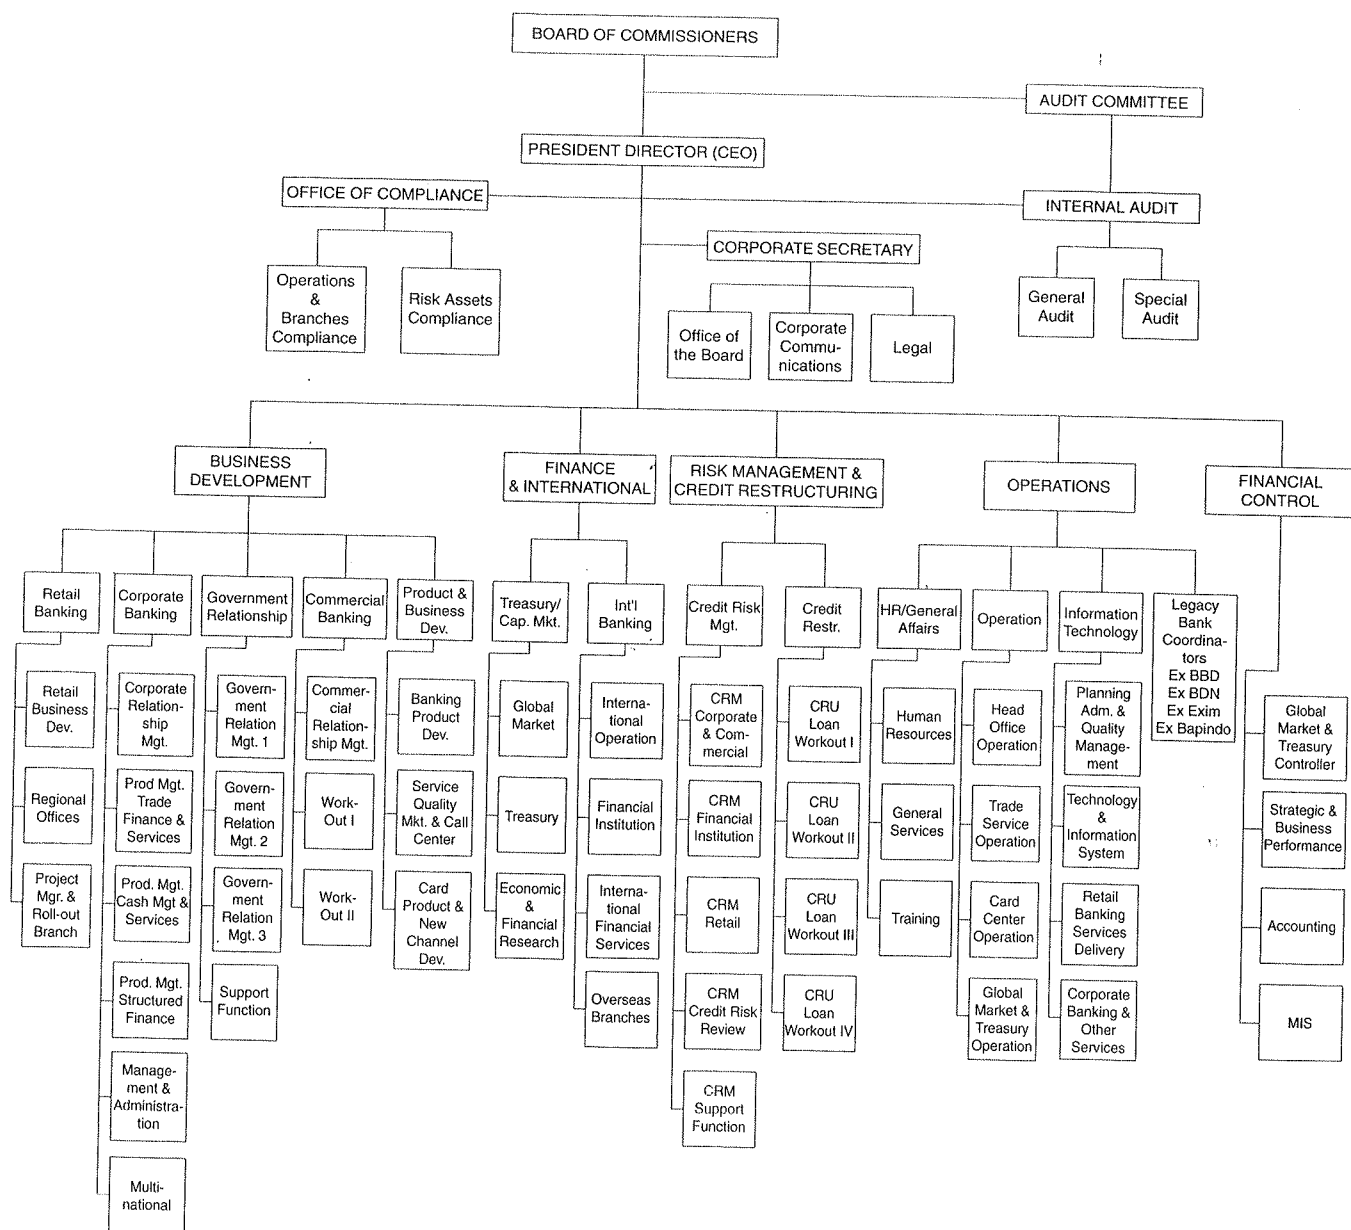 BOARD OF COMMISSIONERS
AUDIT COMMITTEE
PRESIDENT DIRECTOR (CEO)
OFFICE OF COMPLIANCE
INTERNAL AUDIT
CORPORATE SECRETARY
Operations
&
Branches
Compliance
Risk Assets
Compliance
Office of
the Board
Corporate
Commu-
nications
Legal
General
Audit
Special
Audit
BUSINESS
DEVELOPMENT
FINANCE
& INTERNATIONAL
RISK MANAGEMENT &
CREDIT RESTRUCTURING
OPERATIONS
FINANCIAL
CONTROL
Retail
Banking
Corporate
Banking
Government
Relationship
Commercial
Banking
Product &
Business
Dev.
Treasury/
Cap. Mkt.
Int'l
Banking
Credit Risk
Mgt.
Credit
Restr.
HR/General
Affairs
Operation
Information
Technology
Legacy
Bank
Coordina-
tors
Ex BBD
Ex BDN
Ex Exim
Ex Bapindo
Retail
Business
Dev.
Regional
Offices
Project
Mgr. &
Roll-out
Branch
Corporate
Relation-
ship
Mgt.
Prod Mgt.
Trade
Finance &
Services
Prod. Mgt.
Cash Mgt &
Services
Prod. Mgt.
Structured
Finance
Manage-
ment &
Administra-
tion
Multi-
national
Govern-
ment
Relation
Mgt. 1
Govern-
ment
Relation
Mgt. 2
Govern-
ment
Relation
Mgt. 3
Support
Function
Commer-
cial
Relation-
ship Mgt.
Work-
Out I
Work-
Out II
Banking
Product
Dev.
Service
Quality
Mkt. & Call
Center
Card
Product &
New
Channel
Dev.
Global
Market
Treasury
Economic
&
Financial
Research
Interna-
tional
Operation
Financial
Institution
Interna-
tional
Financial
Services
Overseas
Branches
CRM
Corporate
& Com-
mercial
CRM
Financial
Institution
CRM
Retail
CRM
Credit Risk
Review
CRM
Support
Function
CRU
Loan
Workout I
CRU
Loan
Workout II
CRU
Loan
Workout III
CRU
Loan
Workout IV
Human
Resources
General
Services
Training
Head
Office
Operation
Trade
Service
Operation
Card
Center
Operation
Global
Market &
Treasury
Operation
Planning
Adm. &
Quality
Manage-
ment
Technology
&
Information
System
Retail
Banking
Services
Delivery
Corporate
Banking &
Other
Services
Global
Market &
Treasury
Controller
Strategic &
Business
Performance
Accounting
MIS